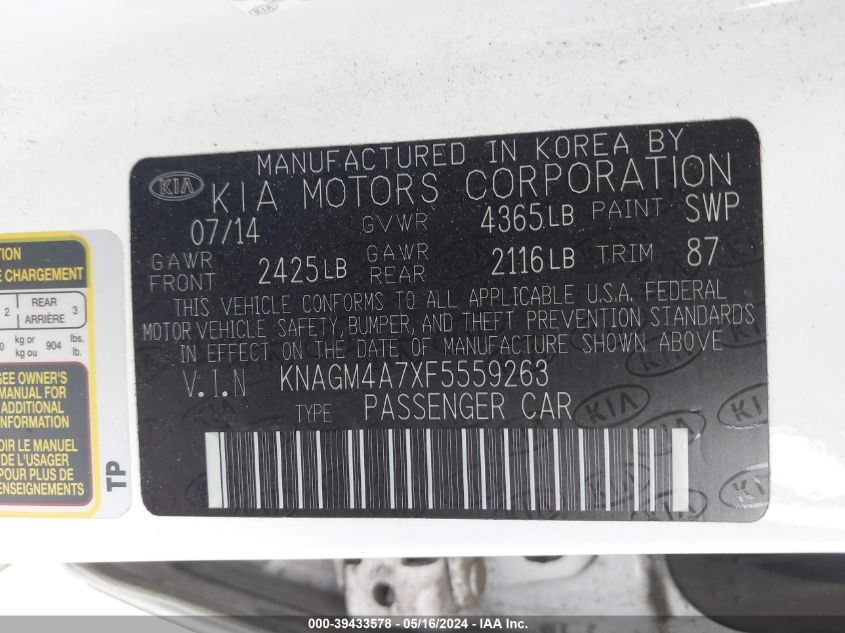 MANUFACTURED IN KOREA BY
KIA KIA MOTORS CORPORATION
07/14 GVWR 4365LB PAINT SWP
GAWR FRONT 2425LB GAWR REAR 2116LB TRIM 87
THIS VEHICLE CONFORMS TO ALL APPLICABLE U.S.A. FEDERAL
MOTOR VEHICLE SAFETY, BUMPER, AND THEFT PREVENTION STANDARDS
IN EFFECT ON THE DATE OF MANUFACTURE SHOWN ABOVE
V.I.N KNAGM4A7XF5559263
TYPE PASSENGER CAR
KIA
KIA
CHARGEMENT
2 REAR ARRIÈRE 3
kg or kg ou 904 lbs. lb.
SEE OWNER'S
MANUAL FOR
ADDITIONAL
INFORMATION
LE MANUEL
DE L'USAGER
POUR PLUS DE
RENSEIGNEMENTS
TP
000-39433578 - 05/16/2024 - IAAI, Inc.